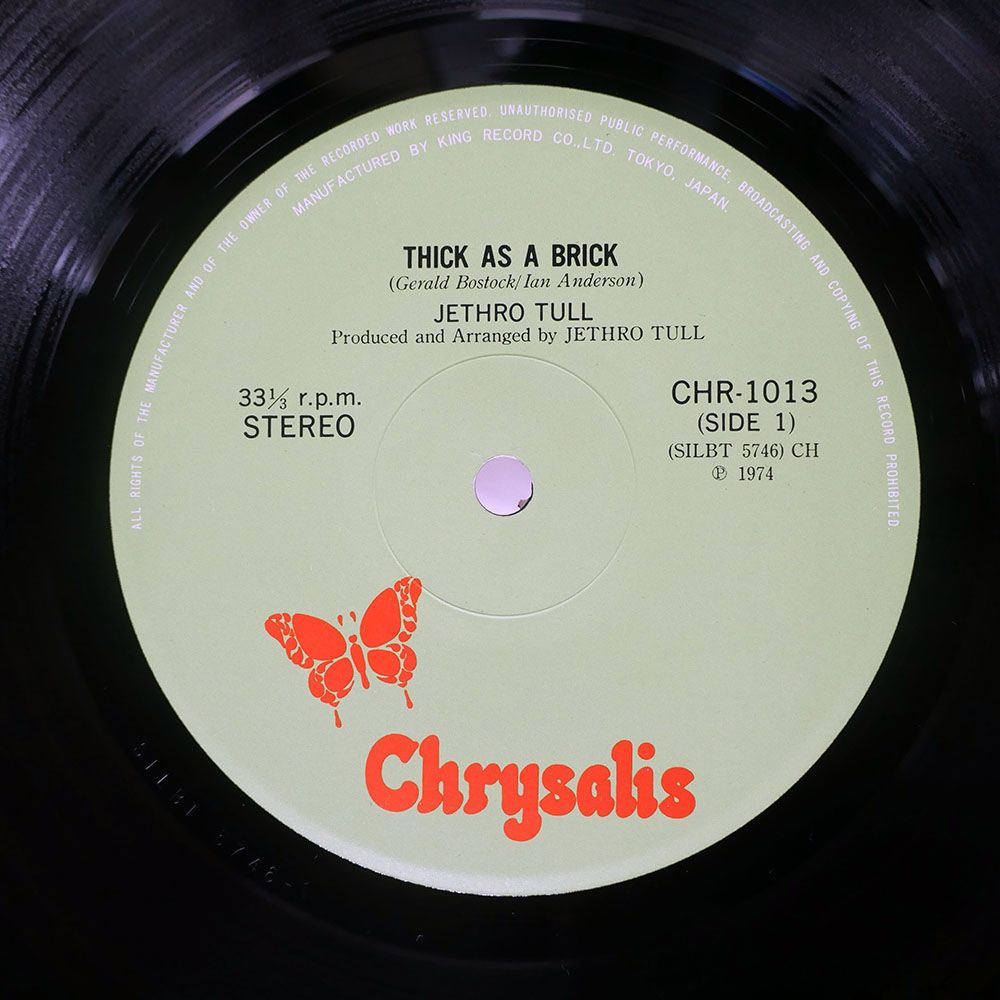 ALL RIGHTS OF THE MANUFACTURER AND OF THE OWNER OF THE RECORDED WORK RESERVED. UNAUTHORISED PUBLIC PERFORMANCE, BROADCASTING AND COPYING OF THIS RECORD PROHIBITED.
MANUFACTURED BY KING RECORD CO.,LTD. TOKYO, JAPAN.
THICK AS A BRICK
(Gerald Bostock/Ian Anderson)
JETHRO TULL
Produced and Arranged by JETHRO TULL
33⅓ r.p.m.
STEREO
CHR-1013
(SIDE 1)
(SILBT 5746) CH
℗ 1974
Chrysalis